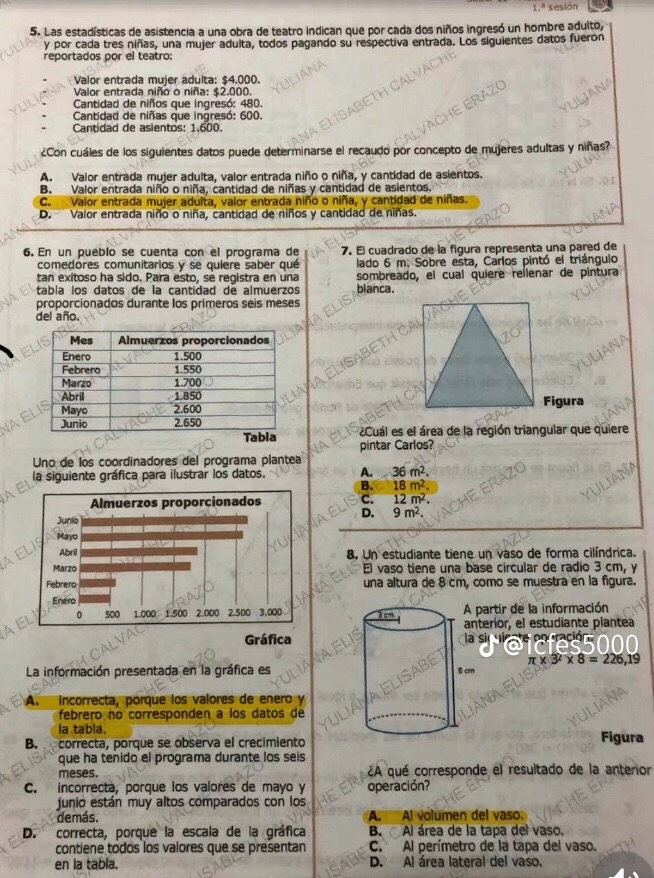 1.ª sesión
5. Las estadísticas de asistencia a una obra de teatro indican que por cada dos niños ingresó un hombre adulto,
y por cada tres niñas, una mujer adulta, todos pagando su respectiva entrada. Los siguientes datos fueron
reportados por el teatro:
- Valor entrada mujer adulta: $4.000.
- Valor entrada niño o niña: $2.000.
- Cantidad de niños que ingresó: 480.
- Cantidad de niñas que ingresó: 600.
- Cantidad de asientos: 1.600.
¿Con cuáles de los siguientes datos puede determinarse el recaudo por concepto de mujeres adultas y niñas?
A. Valor entrada mujer adulta, valor entrada niño o niña, y cantidad de asientos.
B. Valor entrada niño o niña, cantidad de niñas y cantidad de asientos.
C. Valor entrada mujer adulta, valor entrada niño o niña, y cantidad de niñas.
D. Valor entrada niño o niña, cantidad de niños y cantidad de niñas.
6. En un pueblo se cuenta con el programa de
comedores comunitarios y se quiere saber qué
tan exitoso ha sido. Para esto, se registra en una
tabla los datos de la cantidad de almuerzos
proporcionados durante los primeros seis meses
del año.
Mes Almuerzos proporcionados
Enero 1.500
Febrero 1.550
Marzo 1.700
Abril 1.850
Mayo 2.600
Junio 2.650
Tabla
Uno de los coordinadores del programa plantea
la siguiente gráfica para ilustrar los datos.
Almuerzos proporcionados
Junio
Mayo
Abril
Marzo
Febrero
Enero
0 500 1.000 1.500 2.000 2.500 3.000
Gráfica
La información presentada en la gráfica es
A. incorrecta, porque los valores de enero y
febrero no corresponden a los datos de
la tabla.
B. correcta, porque se observa el crecimiento
que ha tenido el programa durante los seis
meses.
C. incorrecta, porque los valores de mayo y
junio están muy altos comparados con los
demás.
D. correcta, porque la escala de la gráfica
contiene todos los valores que se presentan
en la tabla.
7. El cuadrado de la figura representa una pared de
lado 6 m. Sobre esta, Carlos pintó el triángulo
sombreado, el cual quiere rellenar de pintura
blanca.
Figura
¿Cuál es el área de la región triangular que quiere
pintar Carlos?
A. 36 m².
B. 18 m².
C. 12 m².
D. 9 m².
8. Un estudiante tiene un vaso de forma cilíndrica.
El vaso tiene una base circular de radio 3 cm, y
una altura de 8 cm, como se muestra en la figura.
3 cm
8 cm
A partir de la información
anterior, el estudiante plantea
la siguiente operación:
@icfes5000
π x 3² x 8 = 226,19
Figura
¿A qué corresponde el resultado de la anterior
operación?
A. Al volumen del vaso.
B. Al área de la tapa del vaso.
C. Al perímetro de la tapa del vaso.
D. Al área lateral del vaso.
YULIANA ELISABETH CALVACHE ERAZO